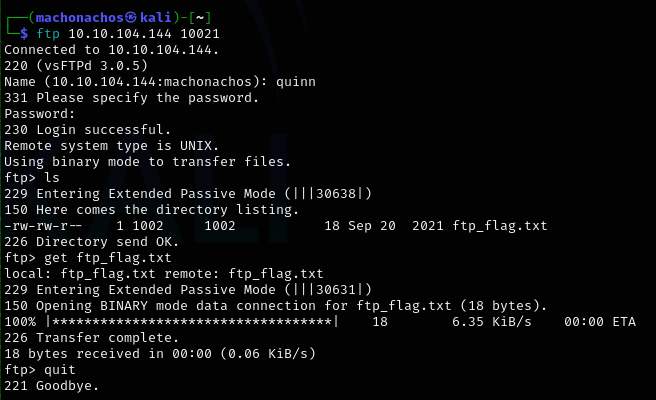 ┌──(machonachos㉿kali)-[~]
└─$ ftp 10.10.104.144 10021
Connected to 10.10.104.144.
220 (vsFTPd 3.0.5)
Name (10.10.104.144:machonachos): quinn
331 Please specify the password.
Password:
230 Login successful.
Remote system type is UNIX.
Using binary mode to transfer files.
ftp> ls
229 Entering Extended Passive Mode (|||30638|)
150 Here comes the directory listing.
-rw-rw-r--    1 1002     1002           18 Sep 20  2021 ftp_flag.txt
226 Directory send OK.
ftp> get ftp_flag.txt
local: ftp_flag.txt remote: ftp_flag.txt
229 Entering Extended Passive Mode (|||30631|)
150 Opening BINARY mode data connection for ftp_flag.txt (18 bytes).
100% |***********************************|    18        6.35 KiB/s    00:00 ETA
226 Transfer complete.
18 bytes received in 00:00 (0.06 KiB/s)
ftp> quit
221 Goodbye.